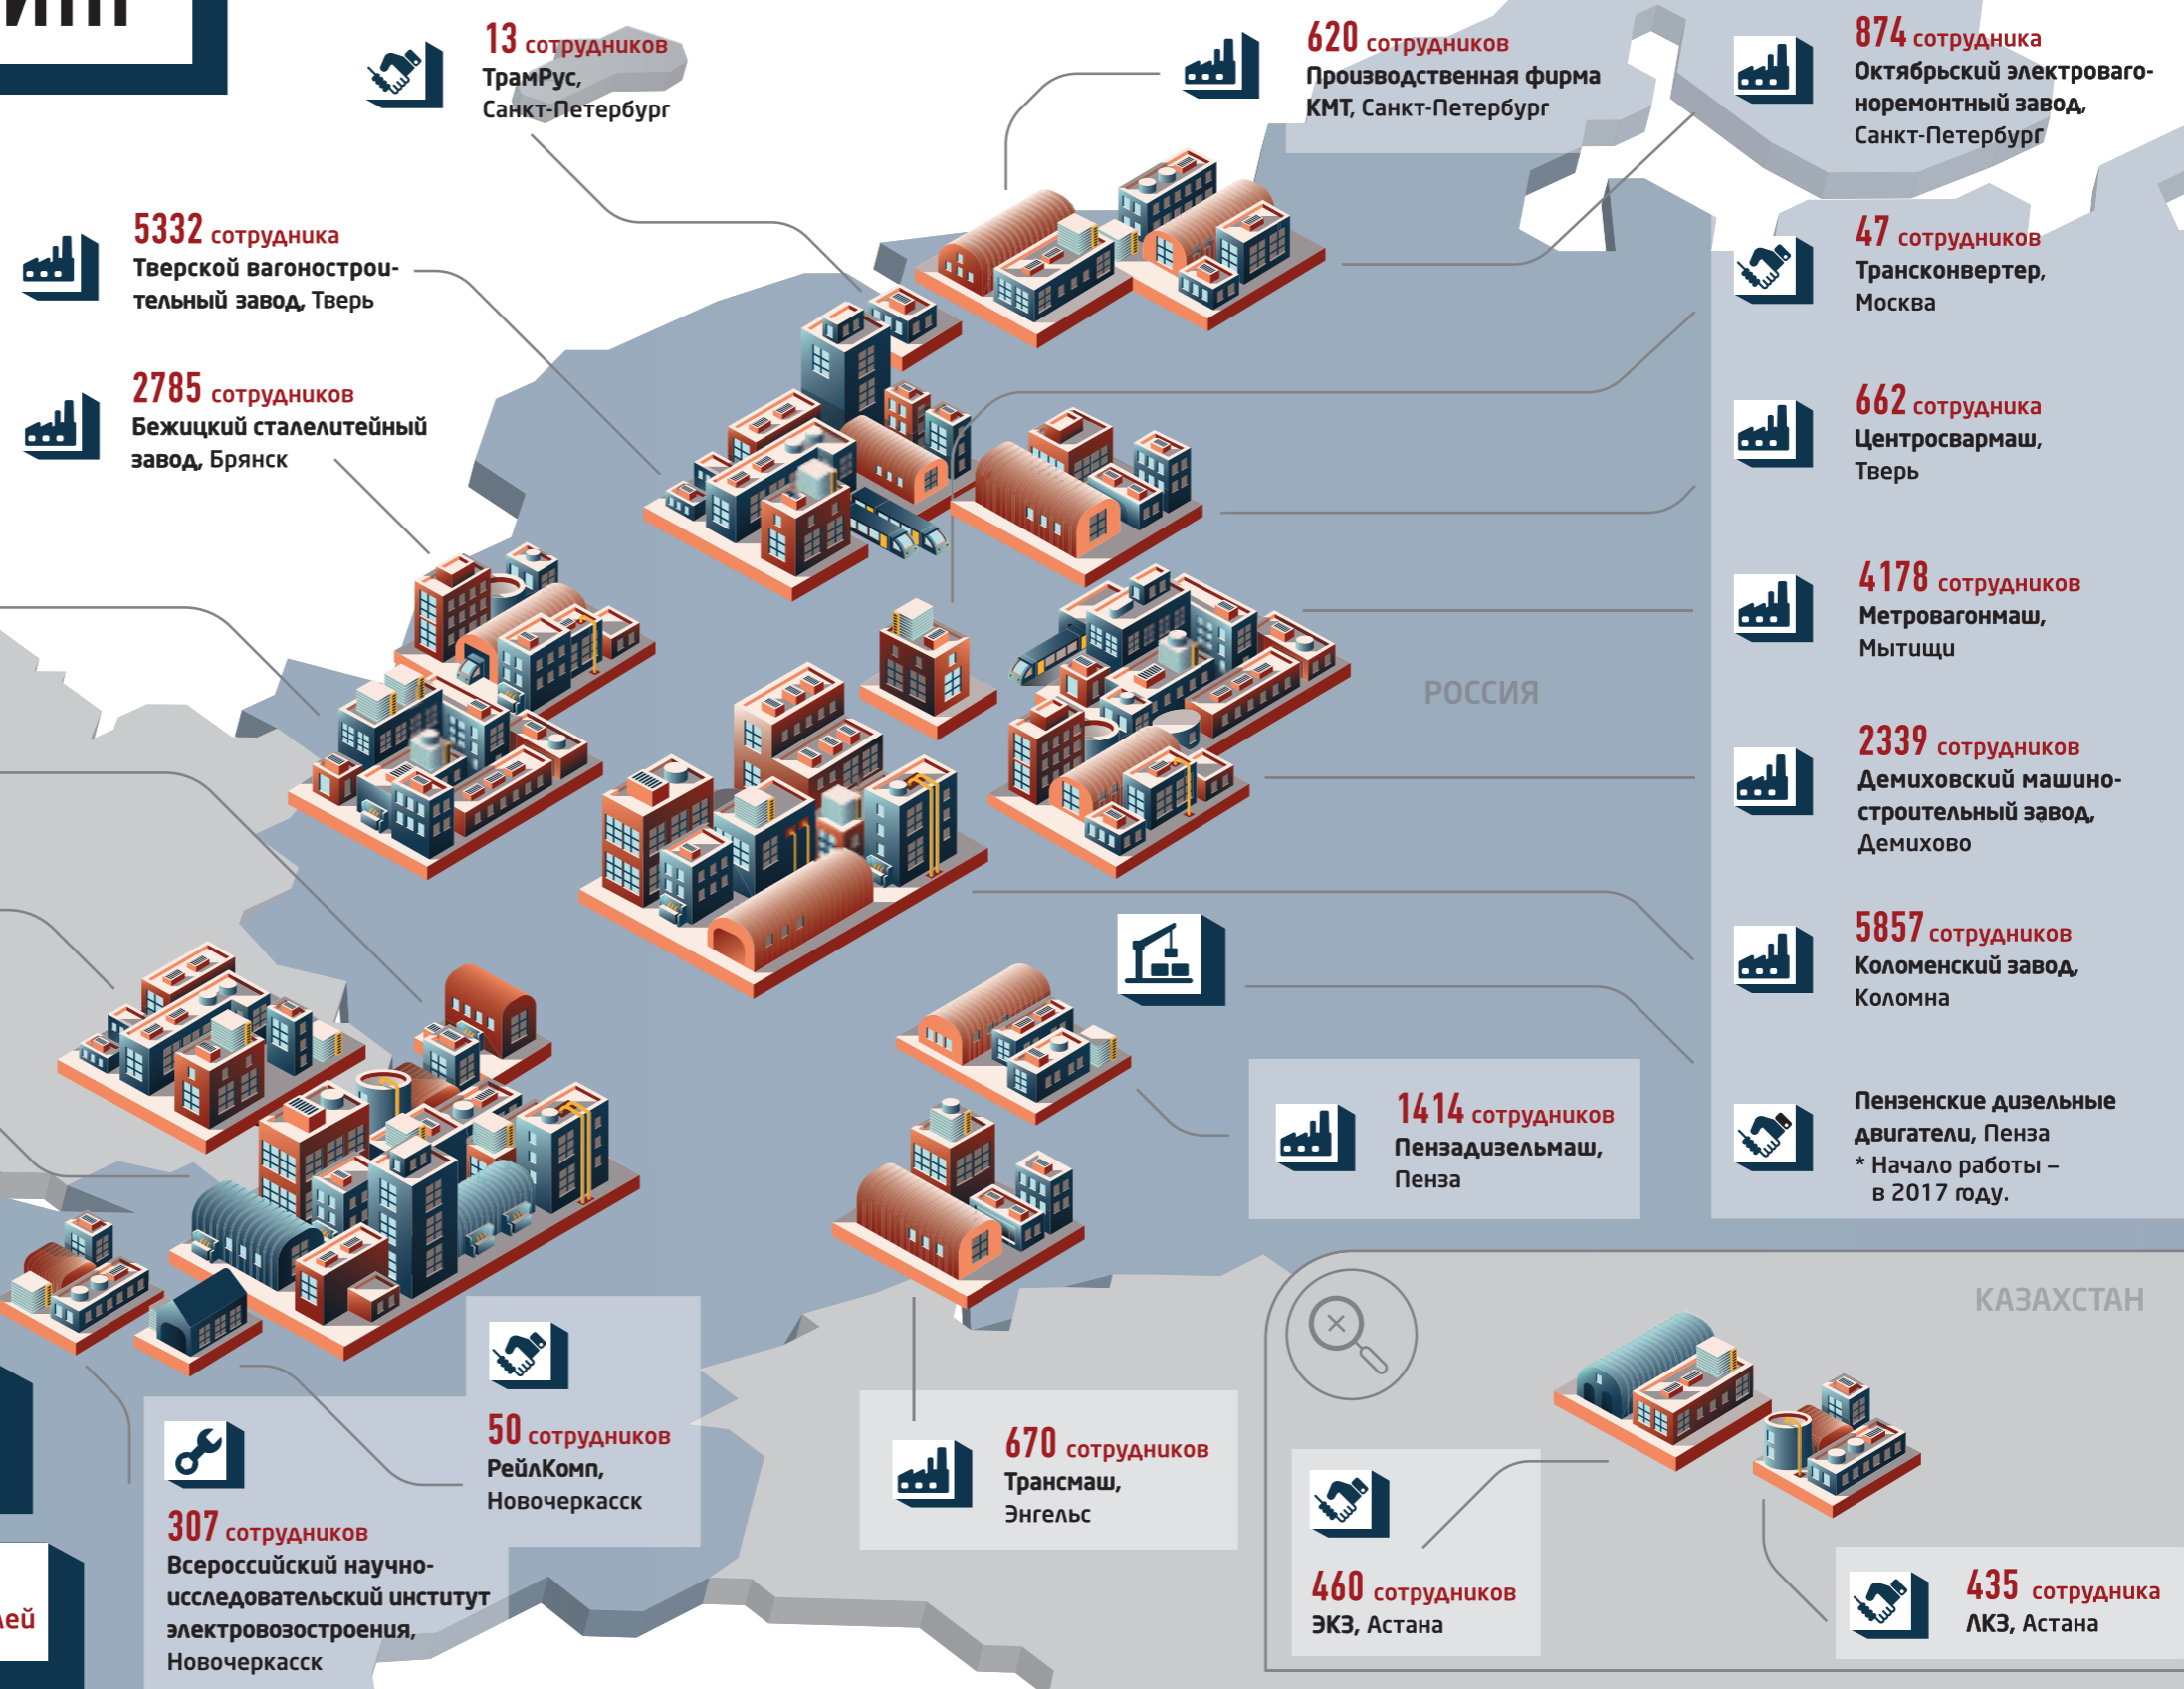 13 сотрудников
ТрамРус,
Санкт-Петербург
620 сотрудников
Производственная фирма
КМТ, Санкт-Петербург
874 сотрудника
Октябрьский электроваго-
норемонтный завод,
Санкт-Петербург
5332 сотрудника
Тверской вагонострои-
тельный завод, Тверь
47 сотрудников
Трансконвертер,
Москва
2785 сотрудников
Бежицкий сталелитейный
завод, Брянск
662 сотрудника
Центросвармаш,
Тверь
4178 сотрудников
Метровагонмаш,
Мытищи
РОССИЯ
2339 сотрудников
Демиховский машино-
строительный завод,
Демихово
5857 сотрудников
Коломенский завод,
Коломна
1414 сотрудников
Пензадизельмаш,
Пенза
Пензенские дизельные
двигатели, Пенза
* Начало работы –
в 2017 году.
КАЗАХСТАН
50 сотрудников
РейлКомп,
Новочеркасск
670 сотрудников
Трансмаш,
Энгельс
307 сотрудников
Всероссийский научно-
исследовательский институт
электровозостроения,
Новочеркасск
460 сотрудников
ЭКЗ, Астана
435 сотрудника
ЛКЗ, Астана